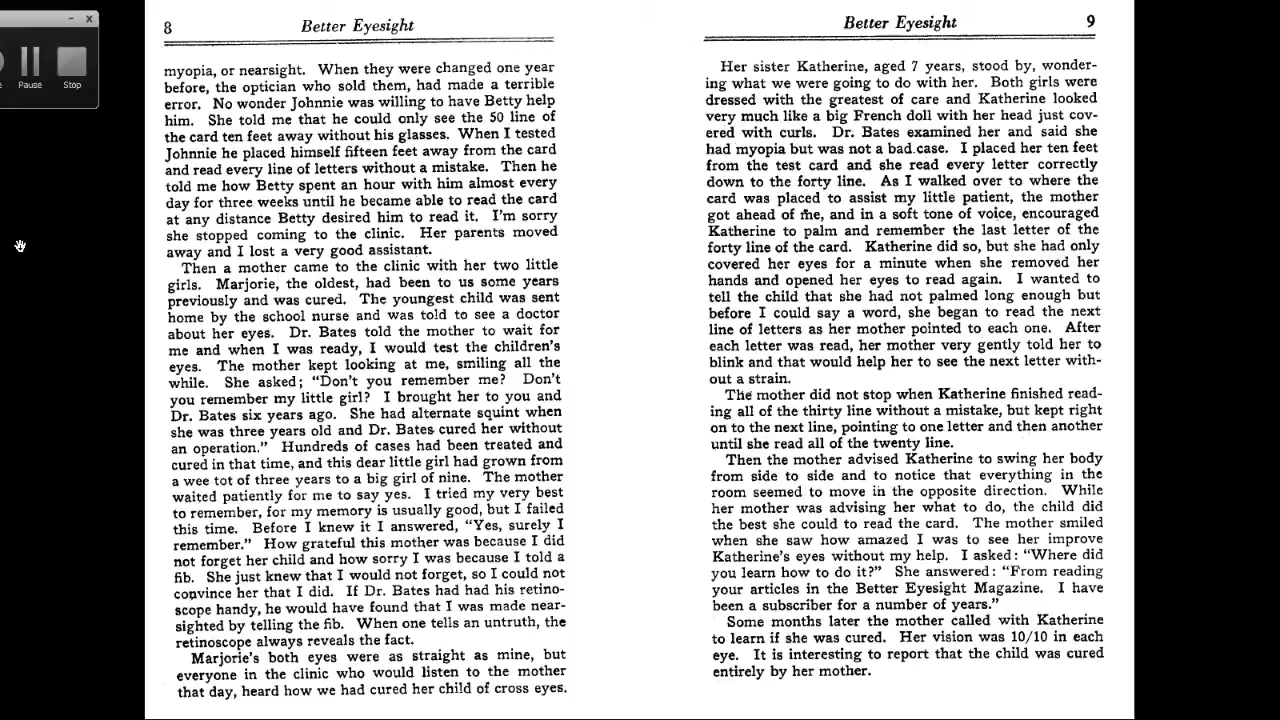 Pause
Stop
8
Better Eyesight
myopia, or nearsight. When they were changed one year
before, the optician who sold them, had made a terrible
error. No wonder Johnnie was willing to have Betty help
him. She told me that he could only see the 50 line of
the card ten feet away without his glasses. When I tested
Johnnie he placed himself fifteen feet away from the card
and read every line of letters without a mistake. Then he
told me how Betty spent an hour with him almost every
day for three weeks until he became able to read the card
at any distance Betty desired him to read it. I'm sorry
she stopped coming to the clinic. Her parents moved
away and I lost a very good assistant.
Then a mother came to the clinic with her two little
girls. Marjorie, the oldest, had been to us some years
previously and was cured. The youngest child was sent
home by the school nurse and was told to see a doctor
about her eyes. Dr. Bates told the mother to wait for
me and when I was ready, I would test the children's
eyes. The mother kept looking at me, smiling all the
while. She asked; "Don't you remember me? Don't
you remember my little girl? I brought her to you and
Dr. Bates six years ago. She had alternate squint when
she was three years old and Dr. Bates cured her without
an operation." Hundreds of cases had been treated and
cured in that time, and this dear little girl had grown from
a wee tot of three years to a big girl of nine. The mother
waited patiently for me to say yes. I tried my very best
to remember, for my memory is usually good, but I failed
this time. Before I knew it I answered, "Yes, surely I
remember." How grateful this mother was because I did
not forget her child and how sorry I was because I told a
fib. She just knew that I would not forget, so I could not
convince her that I did. If Dr. Bates had had his retino-
scope handy, he would have found that I was made near-
sighted by telling the fib. When one tells an untruth, the
retinoscope always reveals the fact.
Marjorie's both eyes were as straight as mine, but
everyone in the clinic who would listen to the mother
that day, heard how we had cured her child of cross eyes.
Better Eyesight
9
Her sister Katherine, aged 7 years, stood by, wonder-
ing what we were going to do with her. Both girls were
dressed with the greatest of care and Katherine looked
very much like a big French doll with her head just cov-
ered with curls. Dr. Bates examined her and said she
had myopia but was not a bad case. I placed her ten feet
from the test card and she read every letter correctly
down to the forty line. As I walked over to where the
card was placed to assist my little patient, the mother
got ahead of me, and in a soft tone of voice, encouraged
Katherine to palm and remember the last letter of the
forty line of the card. Katherine did so, but she had only
covered her eyes for a minute when she removed her
hands and opened her eyes to read again. I wanted to
tell the child that she had not palmed long enough but
before I could say a word, she began to read the next
line of letters as her mother pointed to each one. After
each letter was read, her mother very gently told her to
blink and that would help her to see the next letter with-
out a strain.
The mother did not stop when Katherine finished read-
ing all of the thirty line without a mistake, but kept right
on to the next line, pointing to one letter and then another
until she read all of the twenty line.
Then the mother advised Katherine to swing her body
from side to side and to notice that everything in the
room seemed to move in the opposite direction. While
her mother was advising her what to do, the child did
the best she could to read the card. The mother smiled
when she saw how amazed I was to see her improve
Katherine's eyes without my help. I asked: "Where did
you learn how to do it?" She answered: "From reading
your articles in the Better Eyesight Magazine. I have
been a subscriber for a number of years."
Some months later the mother called with Katherine
to learn if she was cured. Her vision was 10/10 in each
eye. It is interesting to report that the child was cured
entirely by her mother.